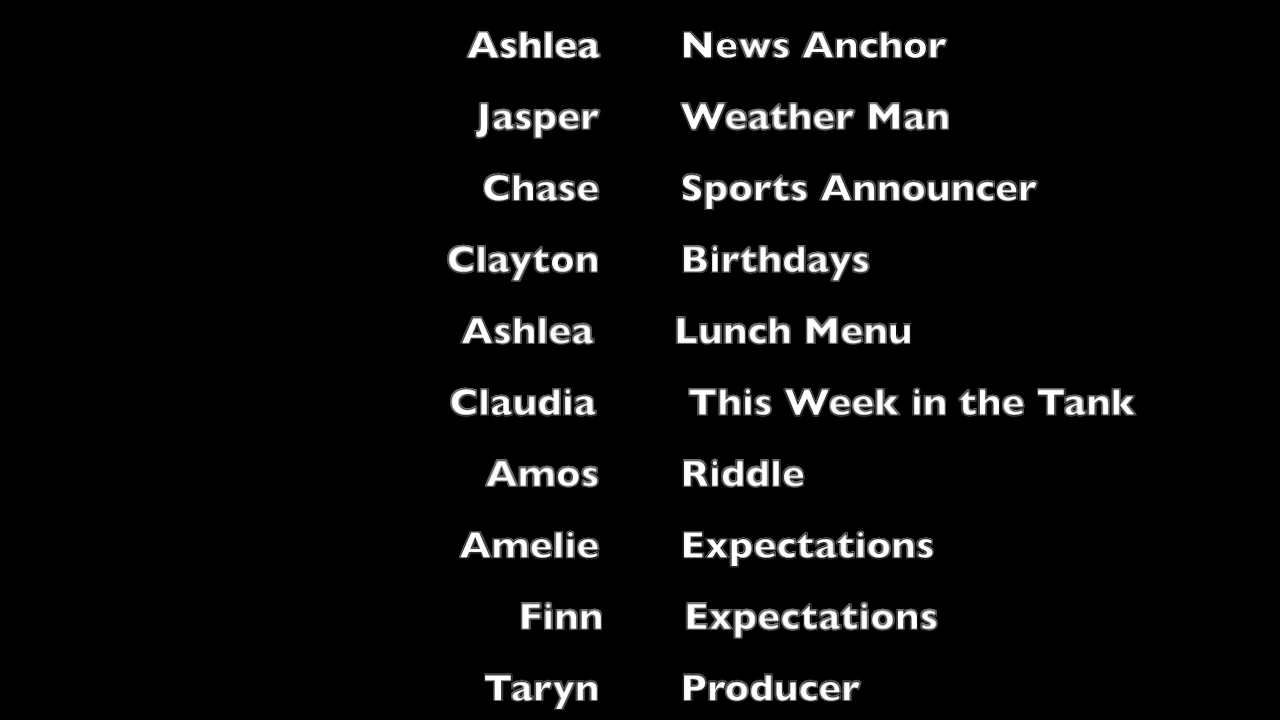 Ashlea News Anchor
Jasper Weather Man
Chase Sports Announcer
Clayton Birthdays
Ashlea Lunch Menu
Claudia This Week in the Tank
Amos Riddle
Amelie Expectations
Finn Expectations
Taryn Producer